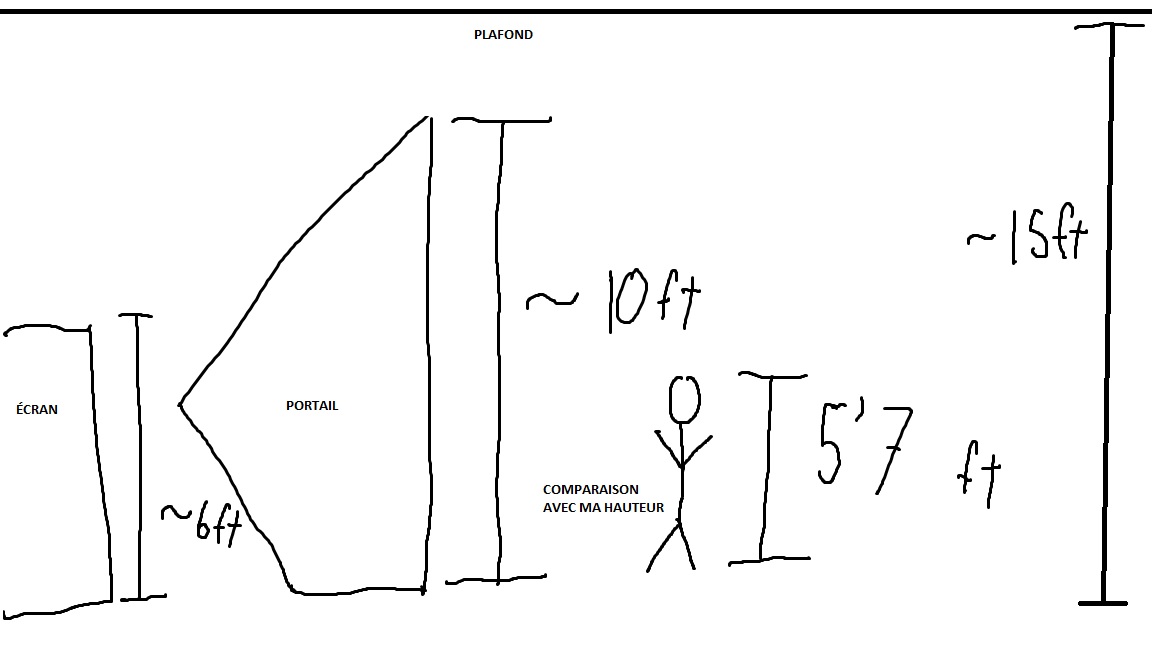 PLAFOND
~15ft
~10ft
5'7 ft
ÉCRAN
PORTAIL
COMPARAISON
AVEC MA HAUTEUR
~6ft